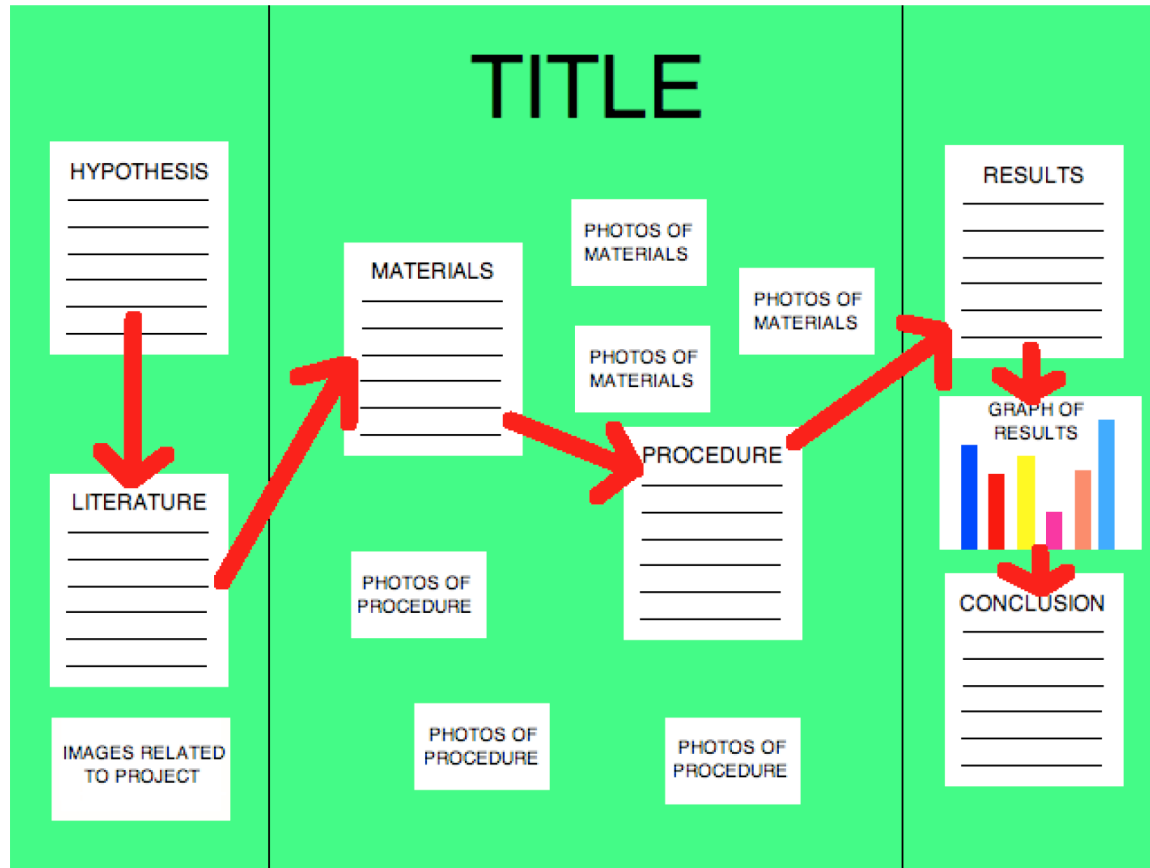 TITLE
HYPOTHESIS
LITERATURE
IMAGES RELATED
TO PROJECT
MATERIALS
PHOTOS OF
MATERIALS
PHOTOS OF
MATERIALS
PHOTOS OF
MATERIALS
PROCEDURE
PHOTOS OF
PROCEDURE
PHOTOS OF
PROCEDURE
PHOTOS OF
PROCEDURE
RESULTS
GRAPH OF
RESULTS
CONCLUSION